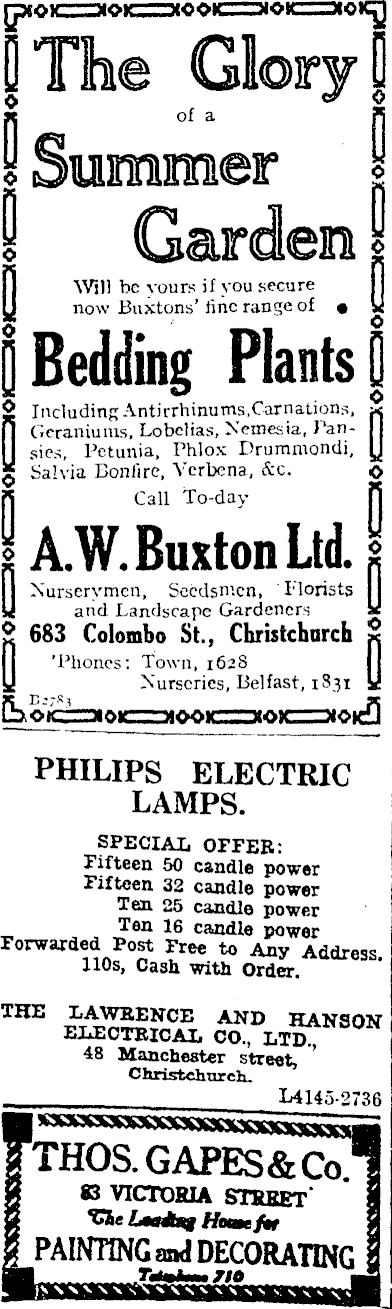 The Glory
of a
Summer
Garden
Will be yours if you secure
now Buxtons' fine range of
Bedding Plants
Including Antirrhinums, Carnations,
Geraniums, Lobelias, Nemesia, Pan-
sies, Petunia, Phlox Drummondi,
Salvia Bonfire, Verbena, &c.
Call To-day
A.W. Buxton Ltd.
Nurserymen, Seedsmen, Florists
and Landscape Gardeners
683 Colombo St., Christchurch
'Phones: Town, 1628
Nurseries, Belfast, 1831
B2783
PHILIPS ELECTRIC
LAMPS.
SPECIAL OFFER:
Fifteen 50 candle power
Fifteen 32 candle power
Ten 25 candle power
Ten 16 candle power
Forwarded Post Free to Any Address.
110s, Cash with Order.
THE LAWRENCE AND HANSON
ELECTRICAL CO., LTD.,
48 Manchester street,
Christchurch.
L4145-2736
THOS. GAPES & Co.
83 VICTORIA STREET
The Leading House for
PAINTING and DECORATING
Telephone 710